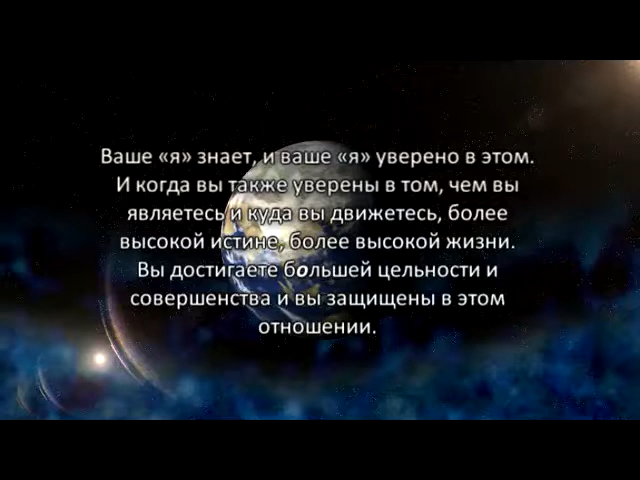 Ваше «я» знает, и ваше «я» уверено в этом.
И когда вы также уверены в том, чем вы
являетесь и куда вы движетесь, более
высокой истине, более высокой жизни.
Вы достигаете большей цельности и
совершенства и вы защищены в этом
отношении.